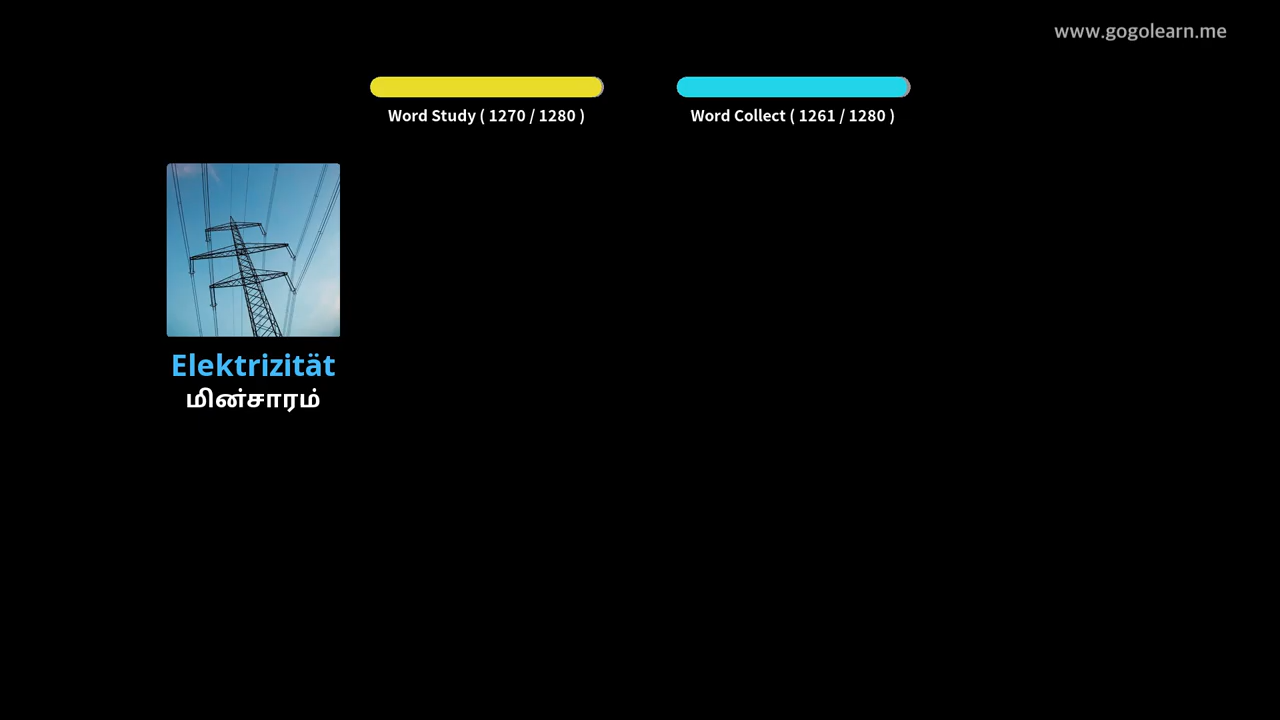 www.gogolearn.me
Word Study ( 1270 / 1280 )
Word Collect ( 1261 / 1280 )
Elektrizität
மின்சாரம்